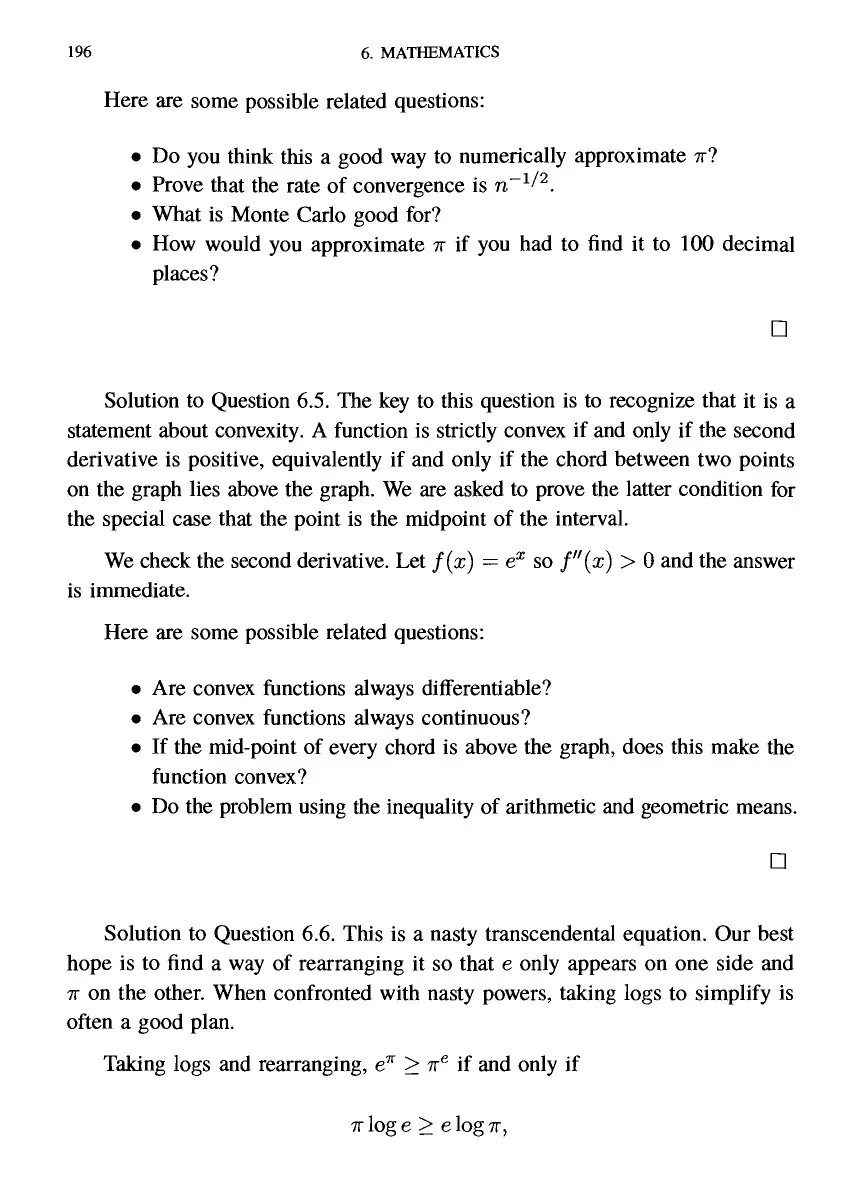 196
6. MATHEMATICS
Here are some possible related questions:
• Do you think this a good way to numerically approximate π?
• Prove that the rate of convergence is n^{-1/2}.
• What is Monte Carlo good for?
• How would you approximate π if you had to find it to 100 decimal
places?
□
Solution to Question 6.5. The key to this question is to recognize that it is a
statement about convexity. A function is strictly convex if and only if the second
derivative is positive, equivalently if and only if the chord between two points
on the graph lies above the graph. We are asked to prove the latter condition for
the special case that the point is the midpoint of the interval.
We check the second derivative. Let f(x) = e^x so f''(x) > 0 and the answer
is immediate.
Here are some possible related questions:
• Are convex functions always differentiable?
• Are convex functions always continuous?
• If the mid-point of every chord is above the graph, does this make the
function convex?
• Do the problem using the inequality of arithmetic and geometric means.
□
Solution to Question 6.6. This is a nasty transcendental equation. Our best
hope is to find a way of rearranging it so that e only appears on one side and
π on the other. When confronted with nasty powers, taking logs to simplify is
often a good plan.
Taking logs and rearranging, e^π ≥ π^e if and only if
π log e ≥ e log π,